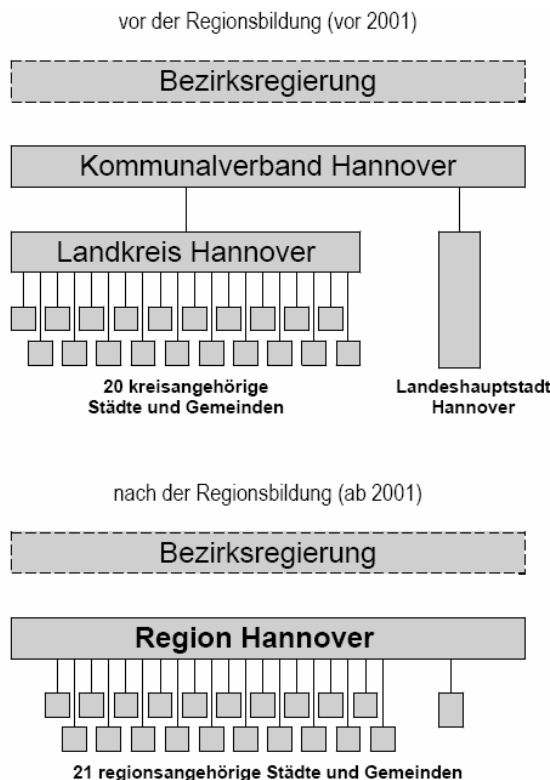 vor der Regionsbildung (vor 2001)
Bezirksregierung
Kommunalverband Hannover
Landkreis Hannover
20 kreisangehörige
Städte und Gemeinden
Landeshauptstadt
Hannover
nach der Regionsbildung (ab 2001)
Bezirksregierung
Region Hannover
21 regionsangehörige Städte und Gemeinden